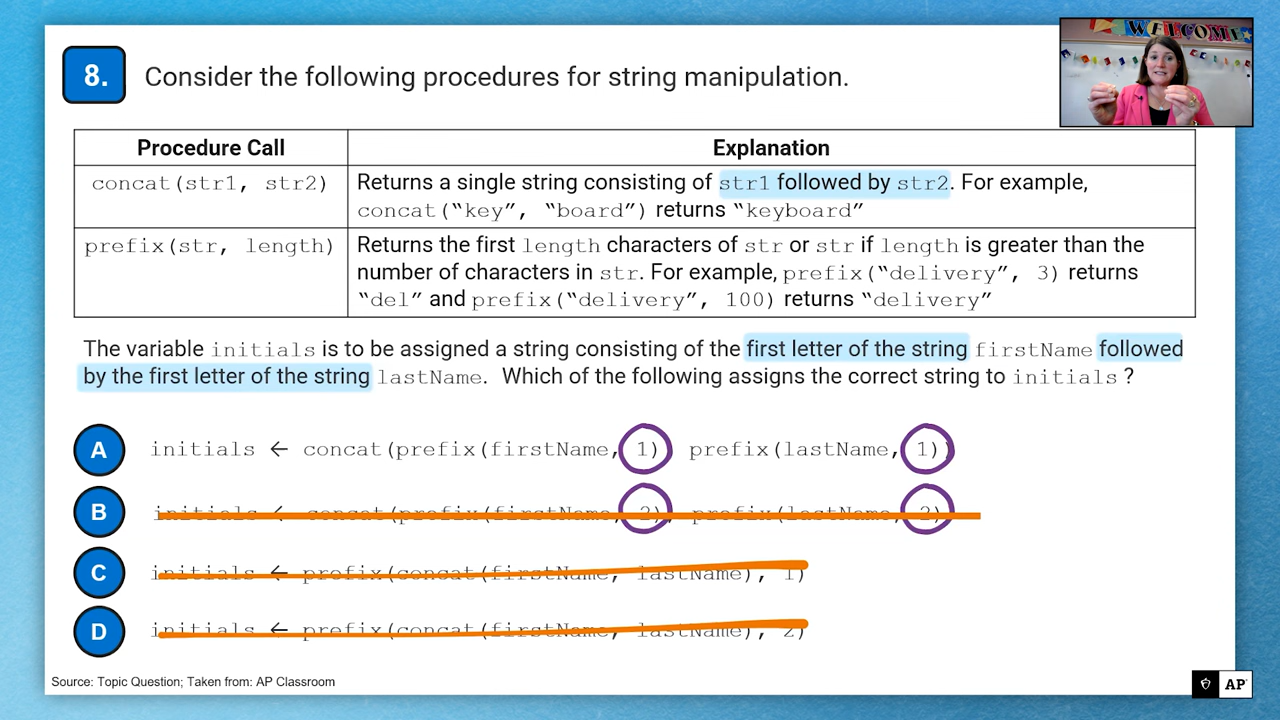 8. Consider the following procedures for string manipulation.
WELCOME
Procedure Call Explanation
concat(str1, str2) Returns a single string consisting of str1 followed by str2. For example,
concat(“key”, “board”) returns “keyboard”
prefix(str, length) Returns the first length characters of str or str if length is greater than the
number of characters in str. For example, prefix(“delivery”, 3) returns
“del” and prefix(“delivery”, 100) returns “delivery”
The variable initials is to be assigned a string consisting of the first letter of the string firstName followed
by the first letter of the string lastName. Which of the following assigns the correct string to initials ?
A initials ← concat(prefix(firstName, 1) prefix(lastName, 1))
B initials ← concat(prefix(firstName, 2), prefix(lastName, 2)
C initials ← prefix(concat(firstName, lastName), 1)
D initials ← prefix(concat(firstName, lastName), 2)
Source: Topic Question; Taken from: AP Classroom
AP